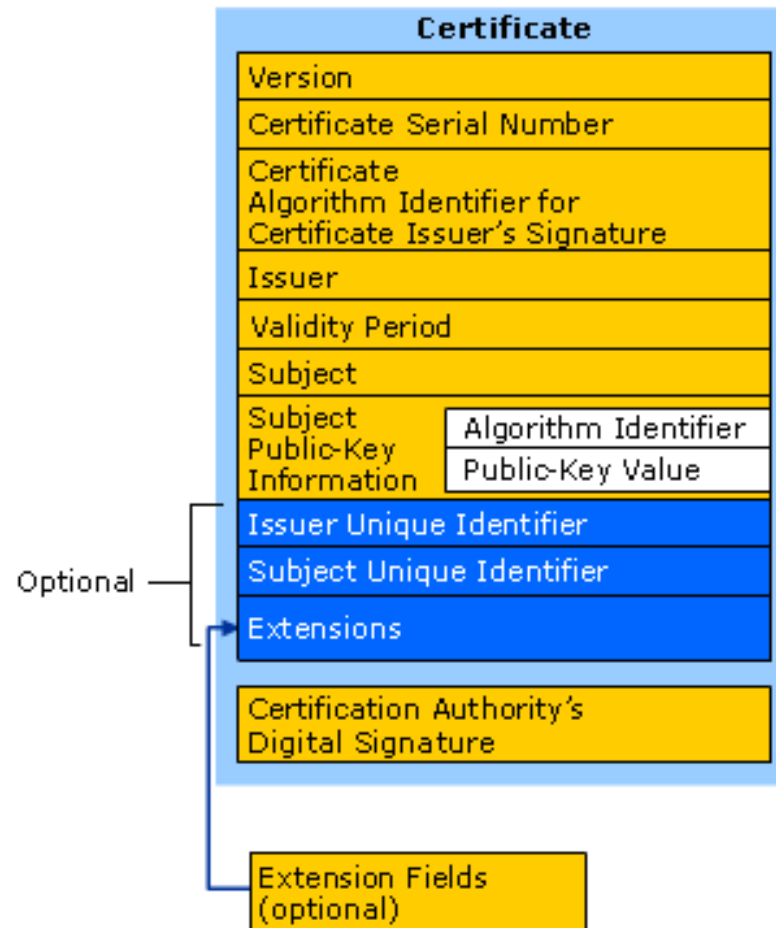 Certificate
Version
Certificate Serial Number
Certificate
Algorithm Identifier for
Certificate Issuer's Signature
Issuer
Validity Period
Subject
Subject
Public-Key
Information
Algorithm Identifier
Public-Key Value
Optional
Issuer Unique Identifier
Subject Unique Identifier
Extensions
Certification Authority's
Digital Signature
Extension Fields
(optional)